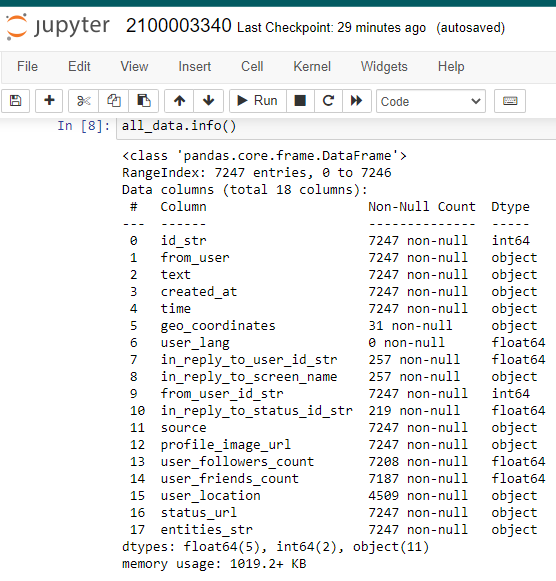 jupyter 2100003340 Last Checkpoint: 29 minutes ago (autosaved)
File Edit View Insert Cell Kernel Widgets Help
Run Code
In [8]: all_data.info()
<class 'pandas.core.frame.DataFrame'>
RangeIndex: 7247 entries, 0 to 7246
Data columns (total 18 columns):
 #   Column                   Non-Null Count  Dtype
---  ------                   --------------  -----
 0   id_str                   7247 non-null   int64
 1   from_user                7247 non-null   object
 2   text                     7247 non-null   object
 3   created_at               7247 non-null   object
 4   time                     7247 non-null   object
 5   geo_coordinates          31 non-null     object
 6   user_lang                0 non-null      float64
 7   in_reply_to_user_id_str  257 non-null    float64
 8   in_reply_to_screen_name  257 non-null    object
 9   from_user_id_str         7247 non-null   int64
 10  in_reply_to_status_id_str  219 non-null  float64
 11  source                   7247 non-null   object
 12  profile_image_url        7247 non-null   object
 13  user_followers_count     7208 non-null   float64
 14  user_friends_count       7187 non-null   float64
 15  user_location            4509 non-null   object
 16  status_url               7247 non-null   object
 17  entities_str             7247 non-null   object
dtypes: float64(5), int64(2), object(11)
memory usage: 1019.2+ KB